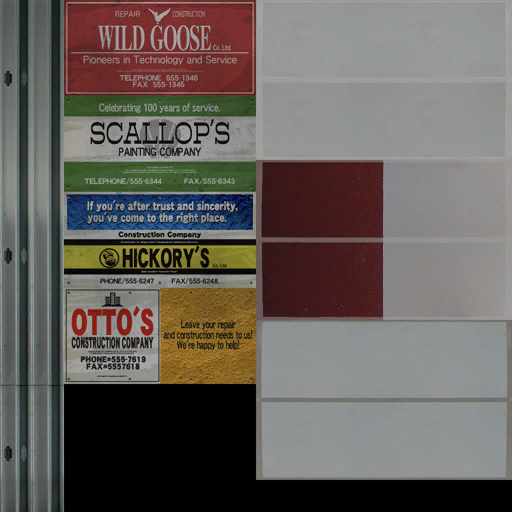 REPAIR CONSTRUCTION
WILD GOOSE Co. Ltd.
Pioneers in Technology and Service
TELEPHONE 555-1346
FAX 555-1345
Celebrating 100 years of service.
SCALLOP'S
PAINTING COMPANY
TELEPHONE/555-6344 FAX/555-6343
If you're after trust and sincerity,
you've come to the right place.
Construction Company
HICKORY'S Co. Ltd.
PHONE/555-6247 FAX/555-6248
OTTO'S
CONSTRUCTION COMPANY
PHONE=555-7619
FAX=5557618
Leave your repair
and construction needs to us!
We're happy to help!